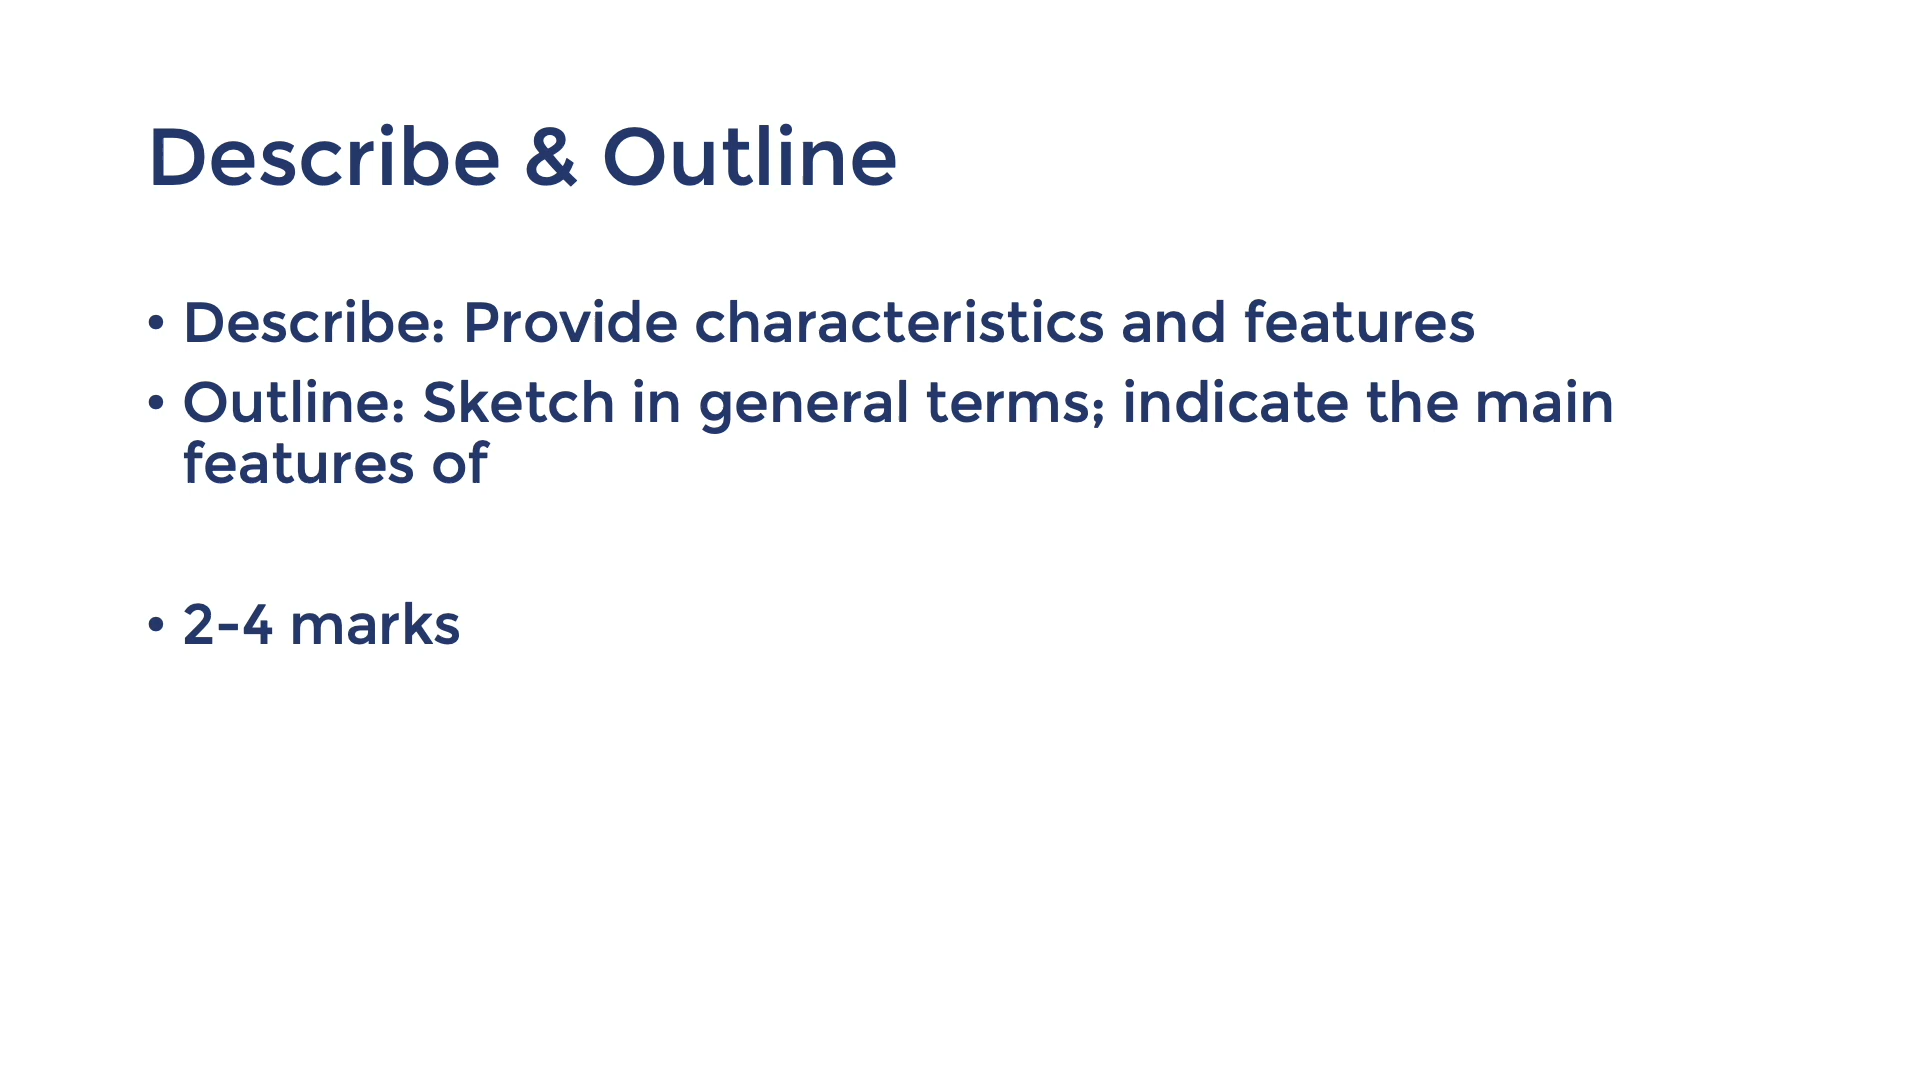 Describe & Outline
• Describe: Provide characteristics and features
• Outline: Sketch in general terms; indicate the main
features of
• 2-4 marks